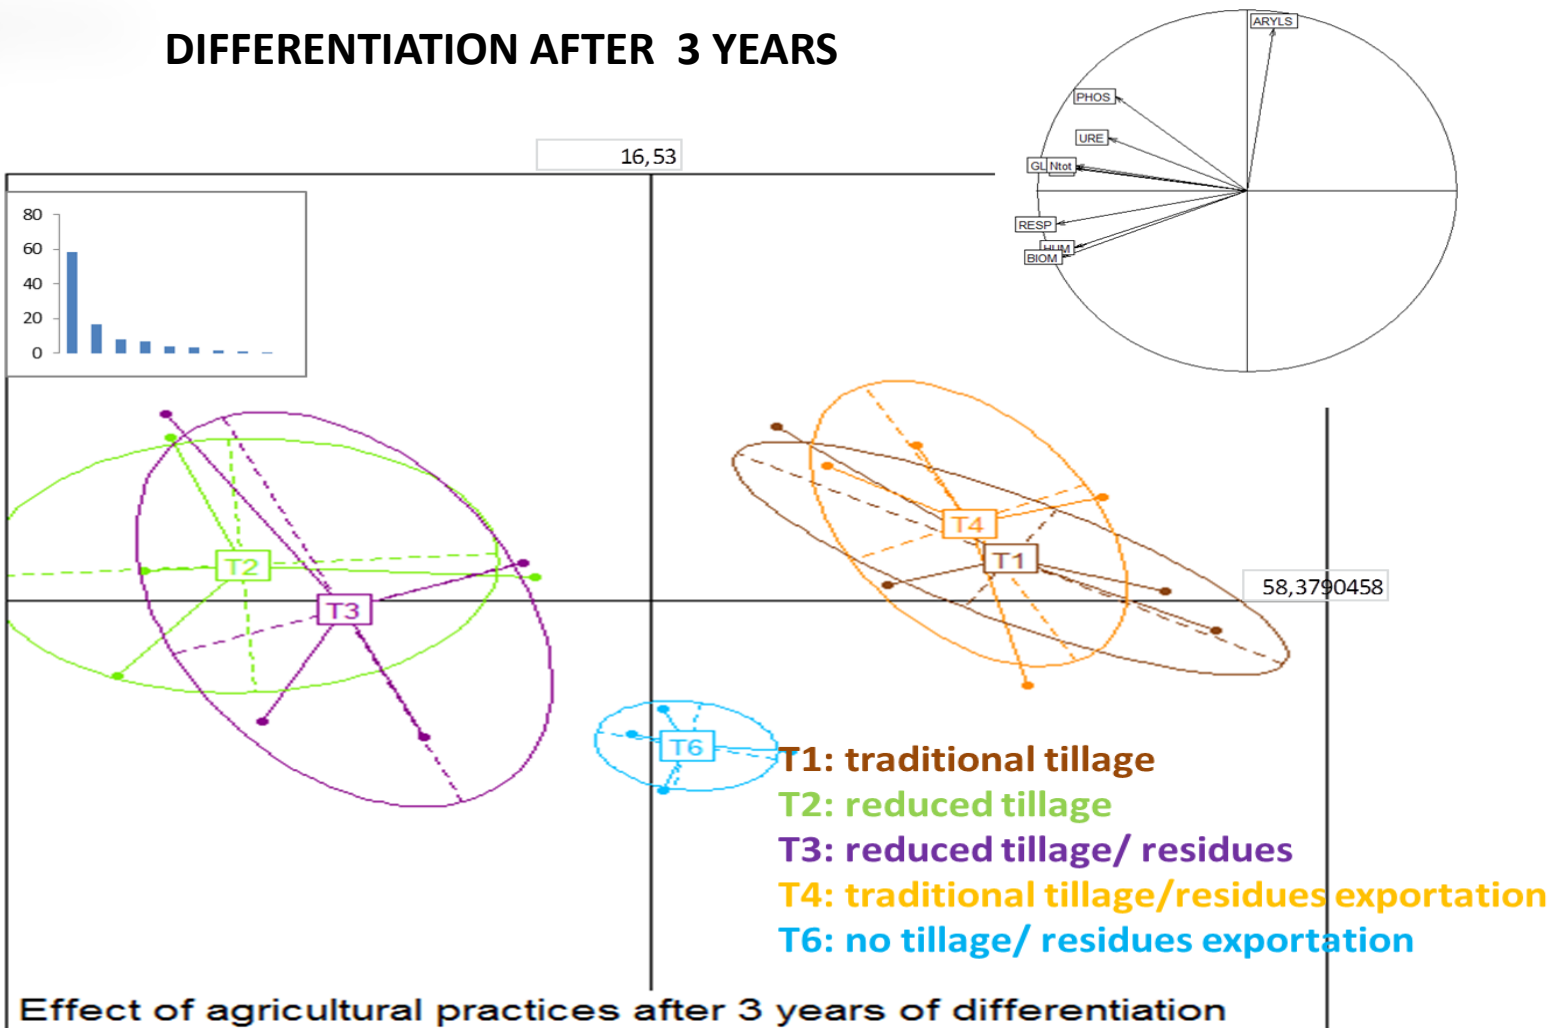 DIFFERENTIATION AFTER 3 YEARS
ARYLS
PHOS
URE
GL
Ntot
RESP
HUM
BIOM
16,53
80
60
40
20
0
T4
T2
T1
58,3790458
T3
T6
T1: traditional tillage
T2: reduced tillage
T3: reduced tillage/ residues
T4: traditional tillage/residues exportation
T6: no tillage/ residues exportation
Effect of agricultural practices after 3 years of differentiation